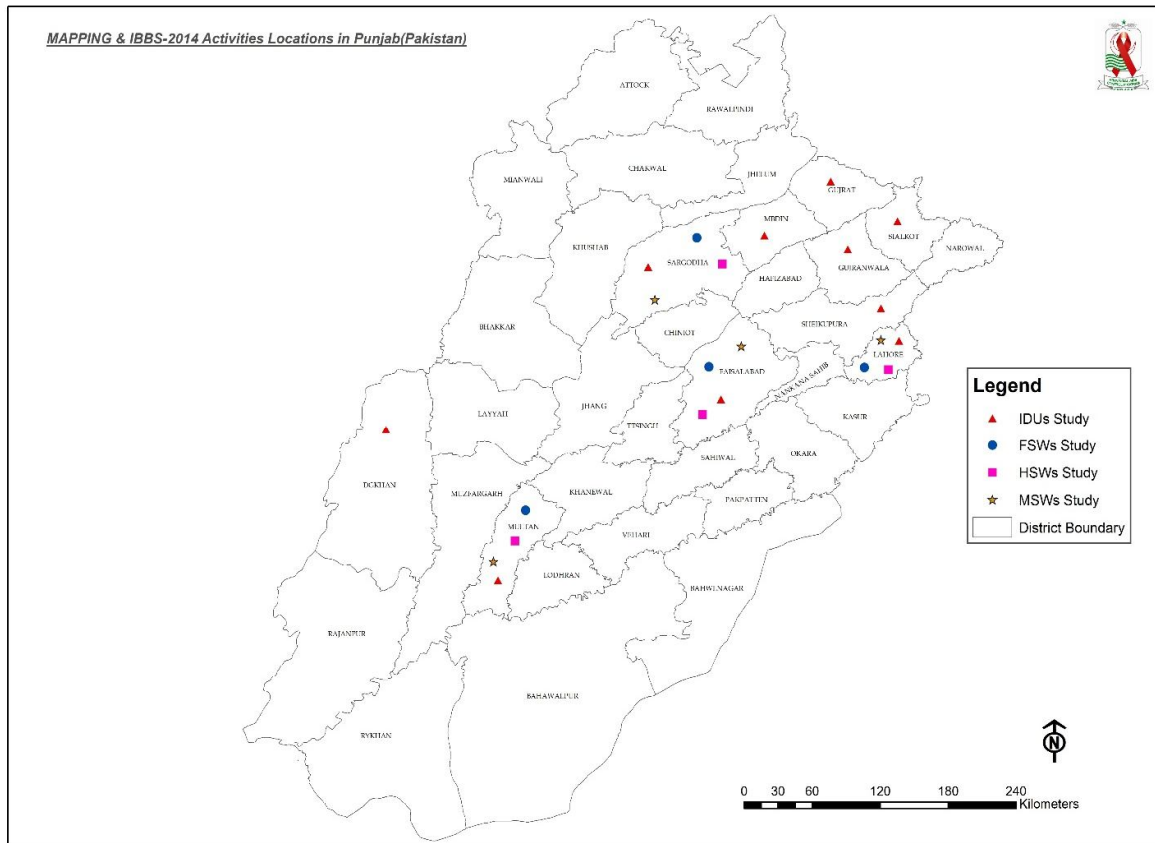 MAPPING & IBBS-2014 Activities Locations in Punjab(Pakistan)
ATTOCK
RAWALPINDI
CHAKWAL
JHELUM
MIANWALI
GUJRAT
MBDIN
SIALKOT
KHUSHAB
NAROWAL
SARGODHA
GUJRANWALA
HAFIZABAD
BHAKKAR
SHEIKUPURA
CHINIOT
LAHORE
FAISALABAD
NANKANA SAHIB
LAYYAH
JHANG
KASUR
TTSINGH
OKARA
SAHIWAL
DGKHAN
MUZFARGARH
KHANEWAL
PAKPATTEN
MULTAN
VEHARI
LODHRAN
BAHWLNAGAR
RAJANPUR
BAHAWALPUR
RYKHAN
Legend
IDUs Study
FSWs Study
HSWs Study
MSWs Study
District Boundary
N
0 30 60 120 180 240
Kilometers